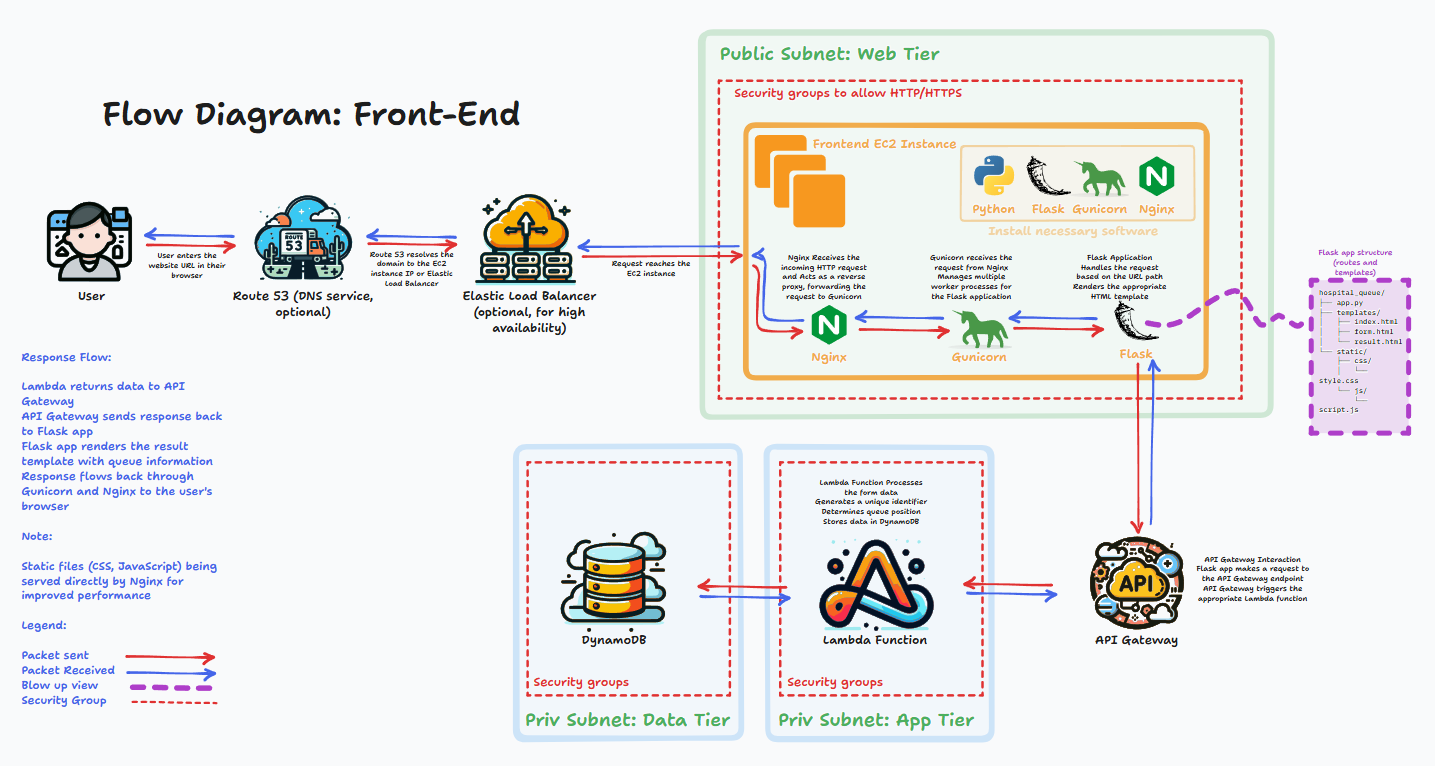 Flow Diagram: Front-End
User
User enters the
website URL in their
browser
Route 53 (DNS service,
optional)
ROUTE
53
Route 53 resolves the
domain to the EC2
instance IP or Elastic
Load Balancer
Elastic Load Balancer
(optional, for high
availability)
Request reaches the
EC2 instance
Public Subnet: Web Tier
Security groups to allow HTTP/HTTPS
Frontend EC2 Instance
Python
Flask
Gunicorn
Nginx
Install necessary software
Nginx Receives the
incoming HTTP request
and Acts as a reverse
proxy, forwarding the
request to Gunicorn
Nginx
Gunicorn receives the
request from Nginx
Manages multiple
worker processes for
the Flask application
Gunicorn
Flask Application
Handles the request
based on the URL path
Renders the appropriate
HTML template
Flask
Flask app structure
(routes and
templates)
hospital_queue/
├── app.py
├── templates/
│ ├── index.html
│ ├── form.html
│ └── result.html
└── static/
├── css/
│ └──
style.css
└── js/
└──
script.js
Response Flow:
Lambda returns data to API
Gateway
API Gateway sends response back
to Flask app
Flask app renders the result
template with queue information
Response flows back through
Gunicorn and Nginx to the user's
browser
Note:
Static files (CSS, JavaScript) being
served directly by Nginx for
improved performance
Legend:
Packet sent
Packet Received
Blow up view
Security Group
DynamoDB
Security groups
Priv Subnet: Data Tier
Lambda Function Processes
the form data
Generates a unique identifier
Determines queue position
Stores data in DynamoDB
Lambda Function
Security groups
Priv Subnet: App Tier
API
API Gateway
API Gateway Interaction
Flask app makes a request to
the API Gateway endpoint
API Gateway triggers the
appropriate Lambda function